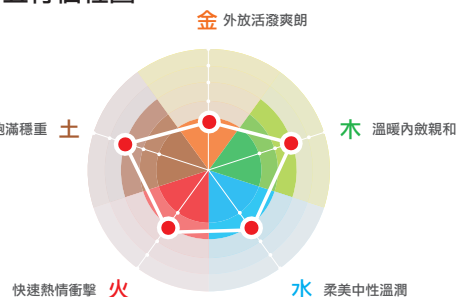 金 外放活潑爽朗
滿穩重 土
木 溫暖內斂親和
快速熱情衝擊 火
水 柔美中性溫潤